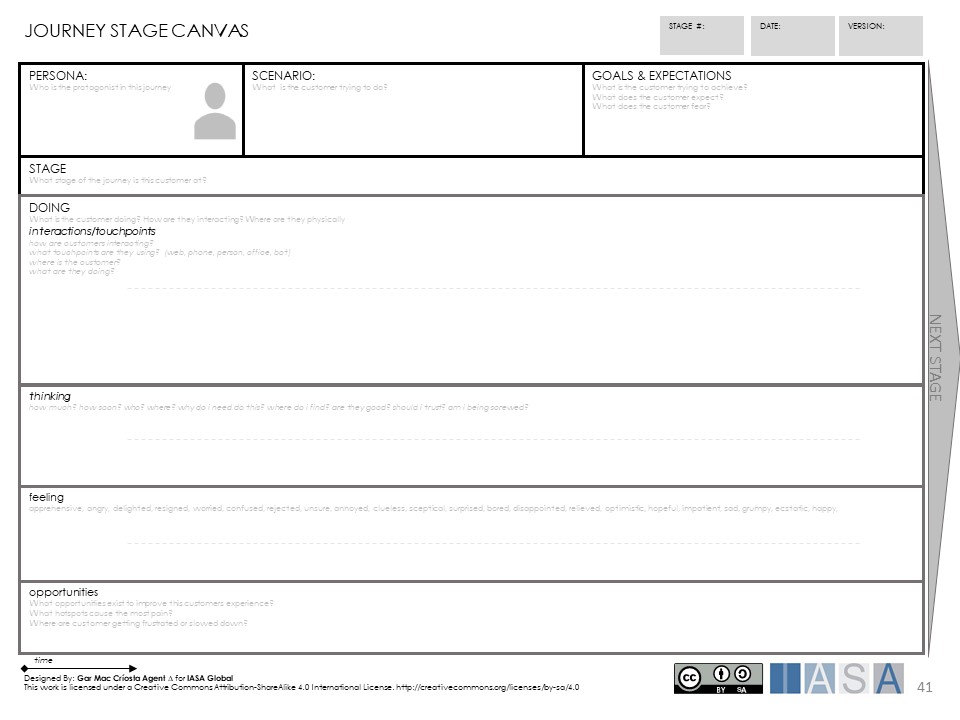 JOURNEY STAGE CANVAS
STAGE #:
DATE:
VERSION:
PERSONA:
Who is the protagonist in this journey
SCENARIO:
What is the customer trying to do?
GOALS & EXPECTATIONS
What is the customer trying to achieve?
What does the customer expect?
What does the customer fear?
STAGE
What stage of the journey is this customer at?
DOING
What is the customer doing? How are they interacting? Where are they physically
interactions/touchpoints
how are customers interacting?
what touchpoints are they using? (web, phone, person, office, bot)
where is the customer?
what are they doing?
NEXT STAGE
thinking
how much? how soon? who? where? why do i need do this? where do i find? are they good? should i trust? am i being screwed?
feeling
apprehensive, angry, delighted, resigned, worried, confused, rejected, unsure, annoyed, clueless, sceptical, surprised, bored, disappointed, relieved, optimistic, hopeful, impatient, sad, grumpy, ecstatic, happy,
opportunities
What opportunities exist to improve this customers experience?
What hotspots cause the most pain?
Where are customer getting frustrated or slowed down?
time
Designed By: Gar Mac Críosta Agent Δ for IASA Global
This work is licensed under a Creative Commons Attribution-ShareAlike 4.0 International License. http://creativecommons.org/licenses/by-sa/4.0
cc BY SA
IASA
41